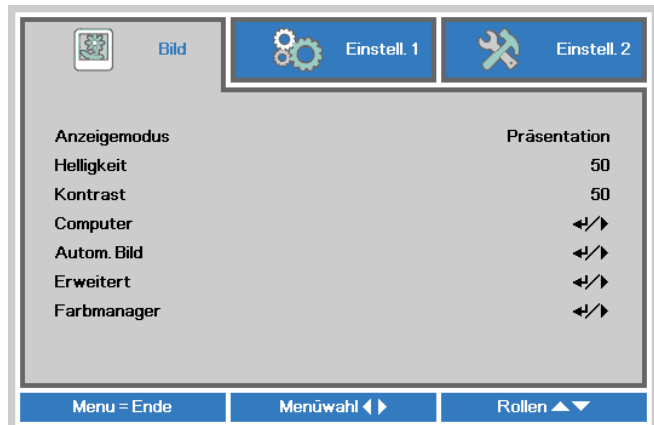 Bild
Einstell. 1
Einstell. 2
Anzeigemodus Präsentation
Helligkeit 50
Kontrast 50
Computer ↵/▶
Autom. Bild ↵/▶
Erweitert ↵/▶
Farbmanager ↵/▶
Menu = Ende
Menüwahl ◀▶
Rollen ▲▼